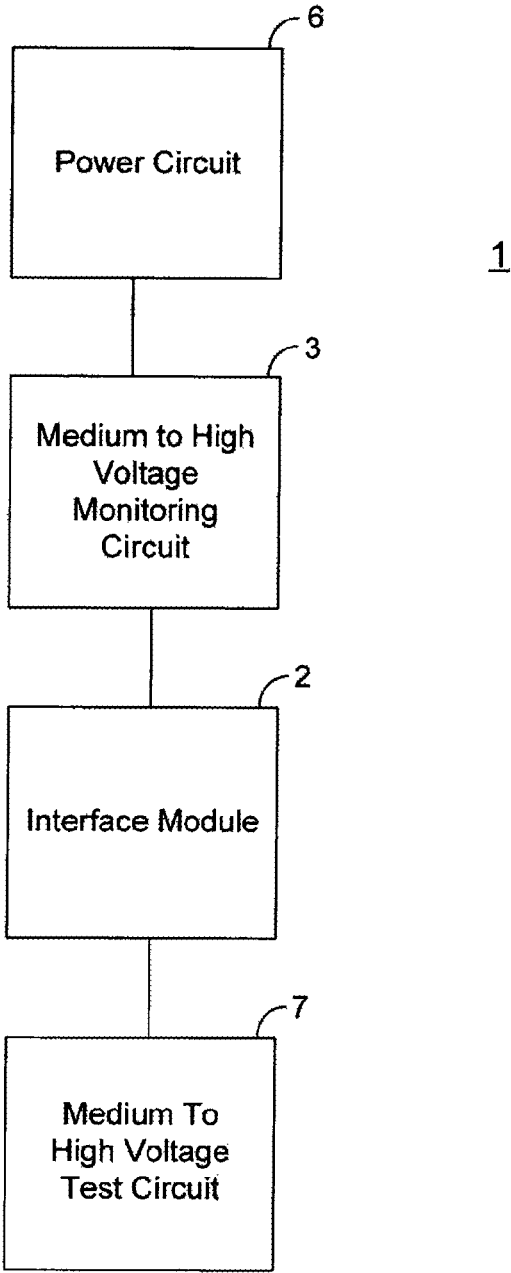 6
Power Circuit
1
3
Medium to High
Voltage
Monitoring
Circuit
2
Interface Module
7
Medium To
High Voltage
Test Circuit